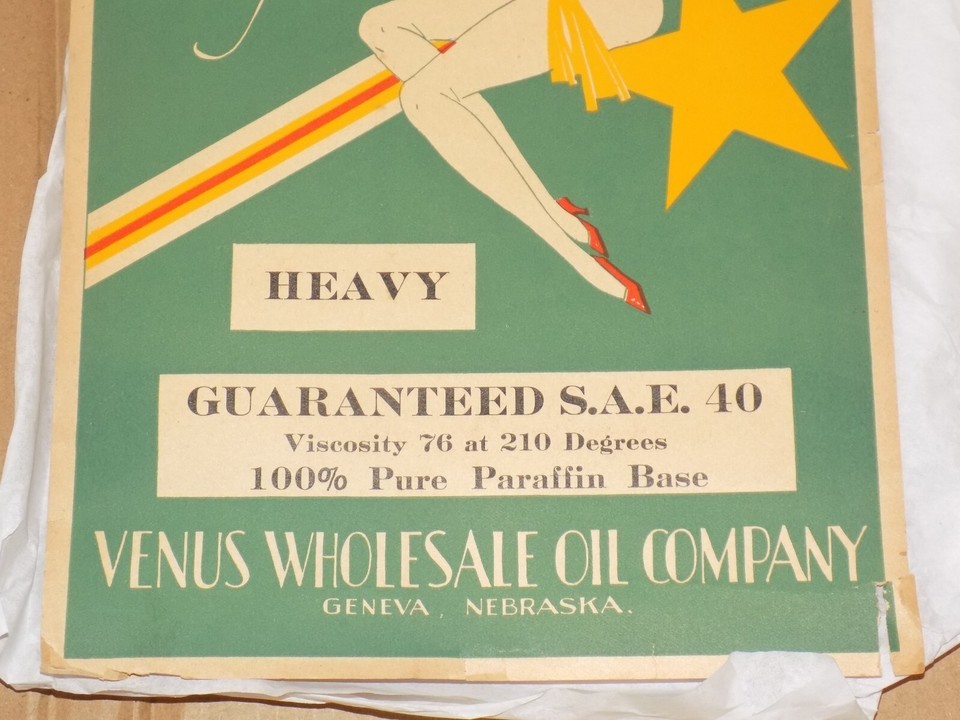 HEAVY
GUARANTEED S.A.E. 40
Viscosity 76 at 210 Degrees
100% Pure Paraffin Base
VENUS WHOLESALE OIL COMPANY
GENEVA, NEBRASKA.